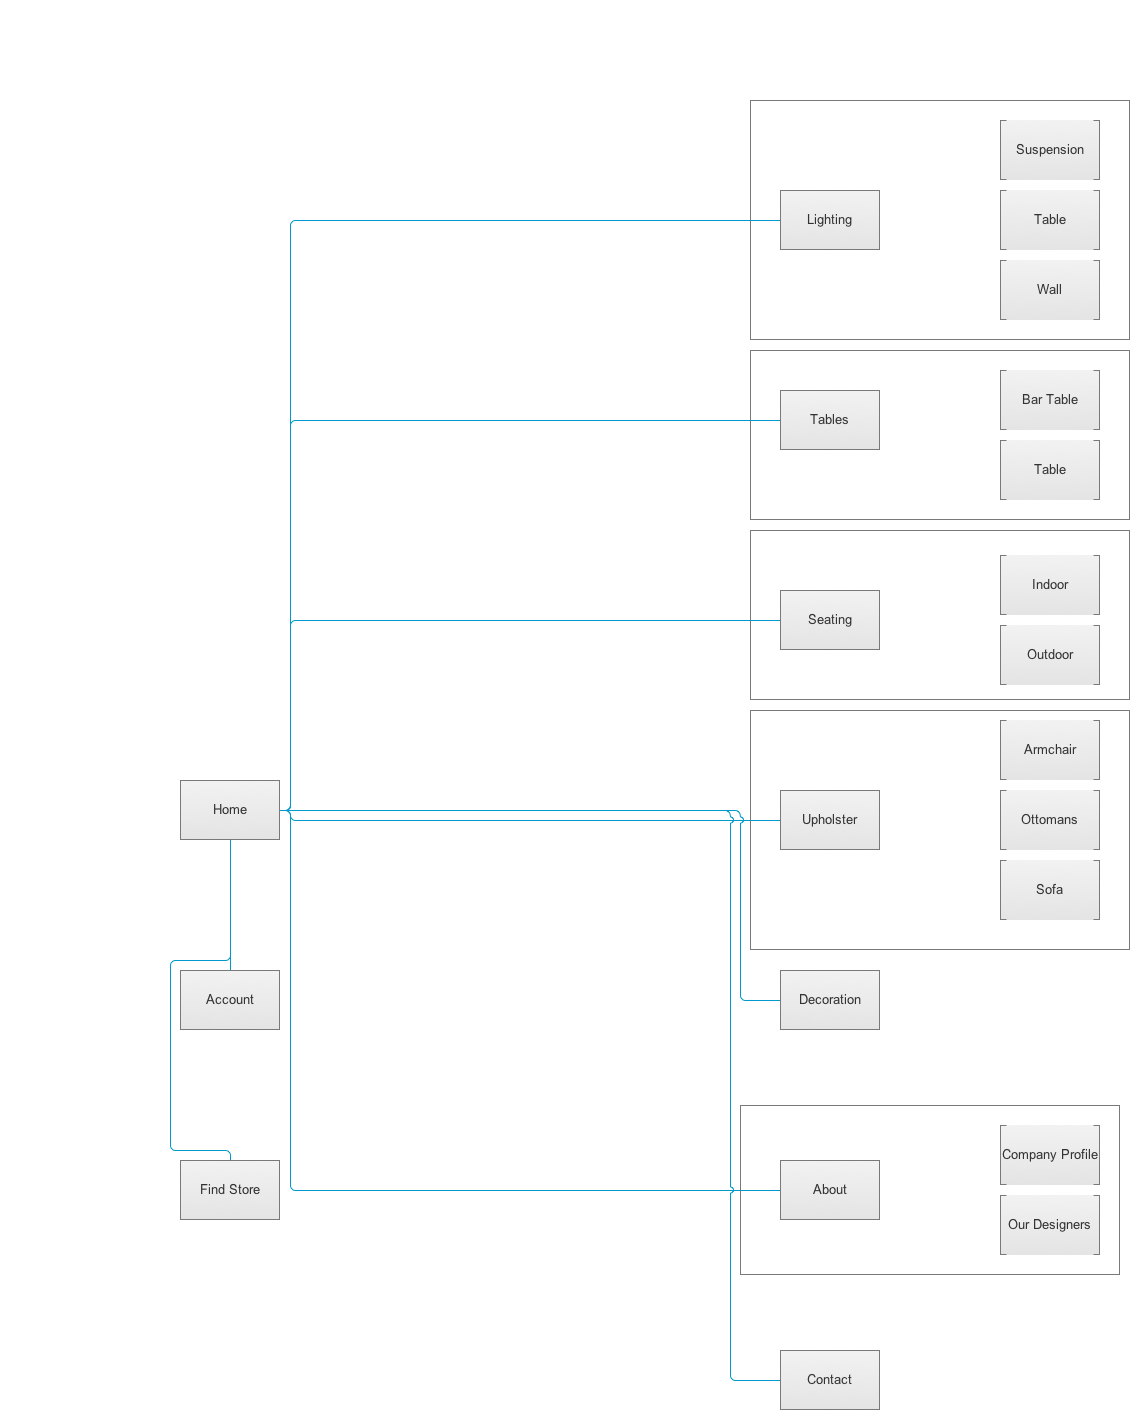 Suspension
Lighting
Table
Wall
Bar Table
Tables
Table
Indoor
Seating
Outdoor
Armchair
Home
Upholster
Ottomans
Sofa
Account
Decoration
Company Profile
Find Store
About
Our Designers
Contact